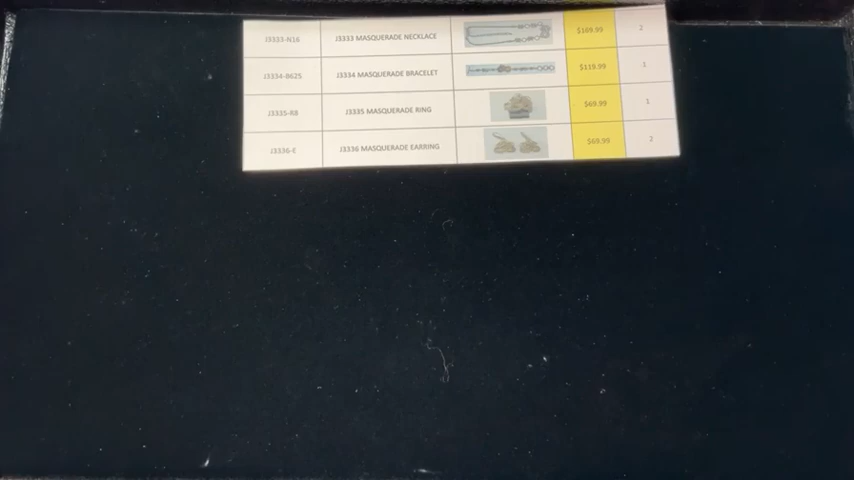 J3333-N16 J3333 MASQUERADE NECKLACE $169.99 2
J3334-B625 J3334 MASQUERADE BRACELET $119.99 1
J3335-R8 J3335 MASQUERADE RING $69.99 1
J3336-E J3336 MASQUERADE EARRING $69.99 2